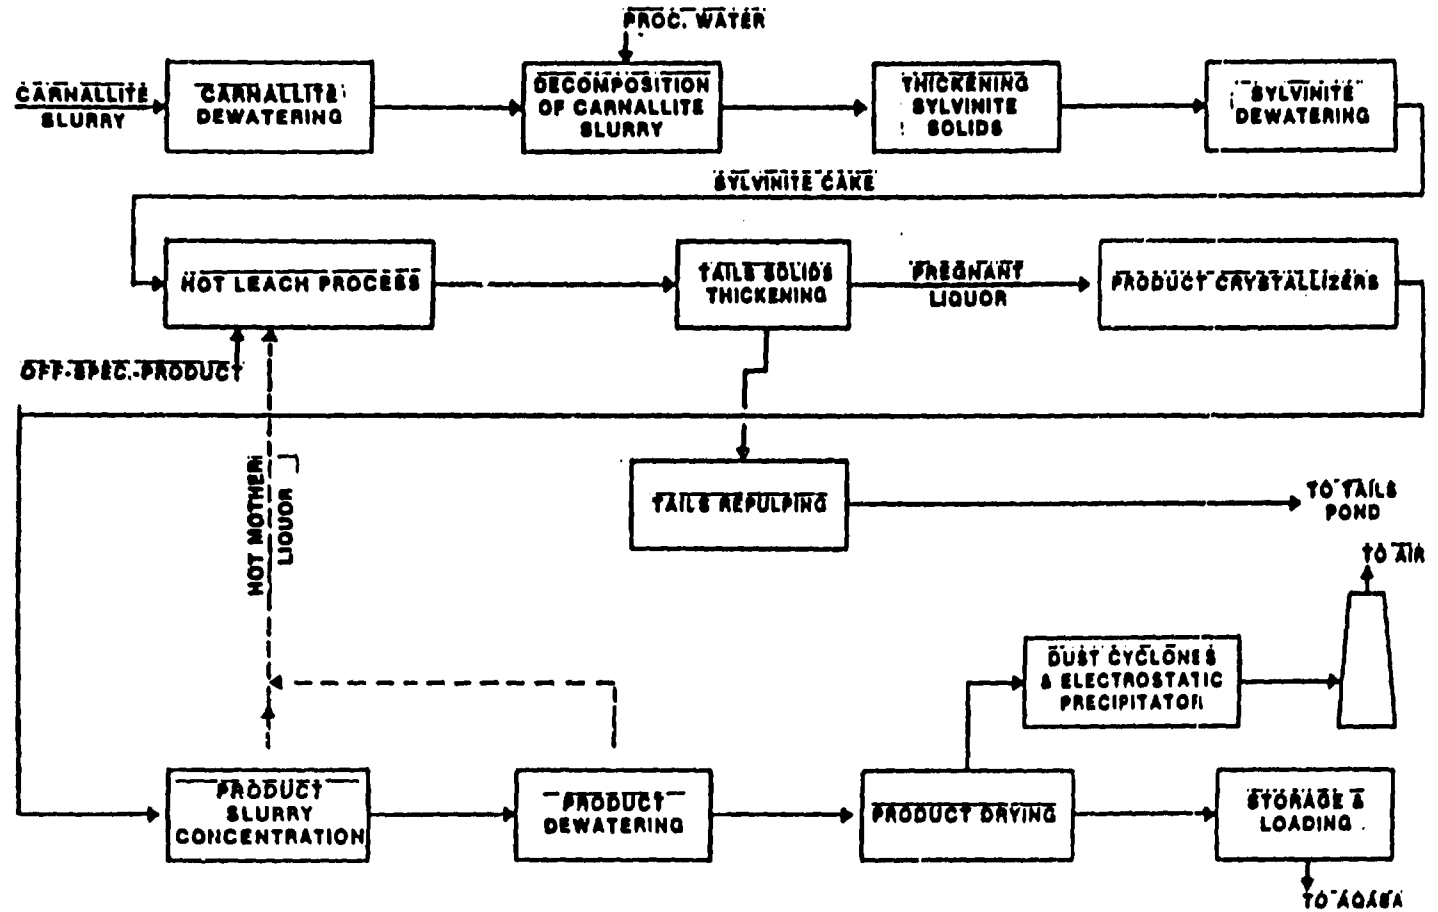 PROC. WATER
CARNALLITE
SLURRY
CARNALLITE
DEWATERING
DECOMPOSITION
OF CARNALLITE
SLURRY
THICKENING
SYLVINITE
SOLIDS
SYLVINITE
DEWATERING
SYLVINITE CAKE
HOT LEACH PROCESS
TAILS SOLIDS
THICKENING
PREGNANT
LIQUOR
PRODUCT CRYSTALLIZERS
OFF-SPEC.-PRODUCT
HOT MOTHER
LIQUOR
TAILS REPULPING
TO TAILS
POND
TO AIR
DUST CYCLONES
& ELECTROSTATIC
PRECIPITATOR
PRODUCT
SLURRY
CONCENTRATION
PRODUCT
DEWATERING
PRODUCT DRYING
STORAGE &
LOADING
TO AQABA